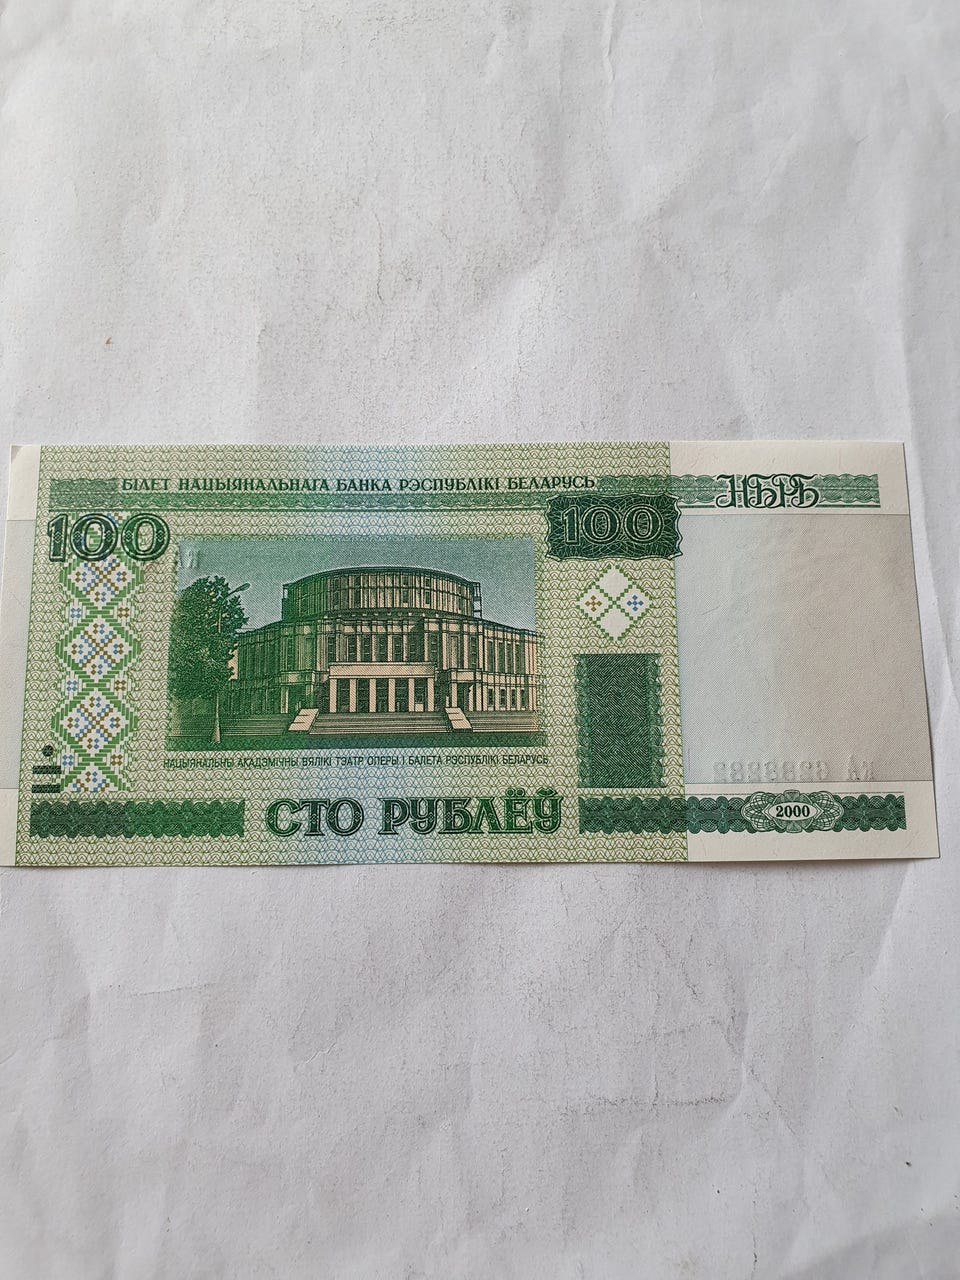 БІЛЕТ НАЦЫЯНАЛЬНАГА БАНКА РЭСПУБЛІКІ БЕЛАРУСЬ
НБРБ
100
100
НАЦЫЯНАЛЬНЫ АКАДЭМІЧНЫ ВЯЛІКІ ТЭАТР ОПЕРЫ І БАЛЕТА РЭСПУБЛІКІ БЕЛАРУСЬ
СТО РУБЛЁЎ
2000